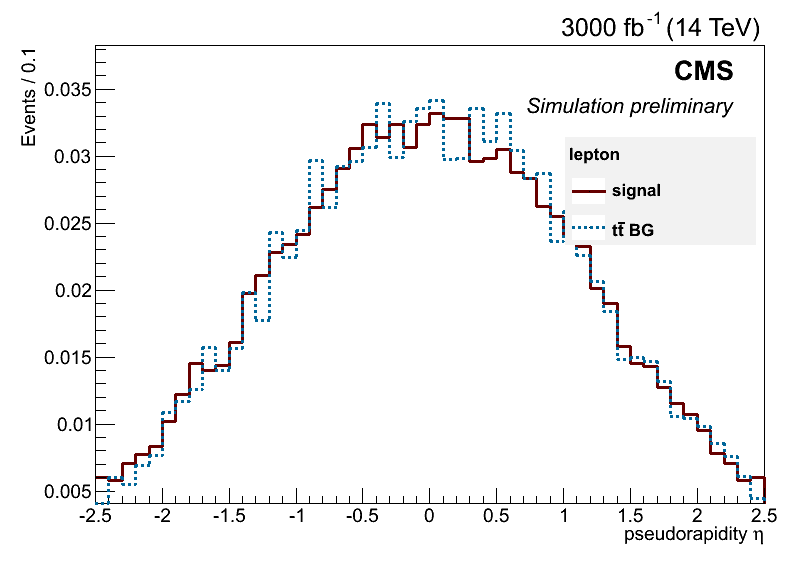 3000 fb⁻¹ (14 TeV)
Events / 0.1
CMS
Simulation preliminary
lepton
signal
tt̄ BG
0.035
0.03
0.025
0.02
0.015
0.01
0.005
-2.5 -2 -1.5 -1 -0.5 0 0.5 1 1.5 2 2.5
pseudorapidity η